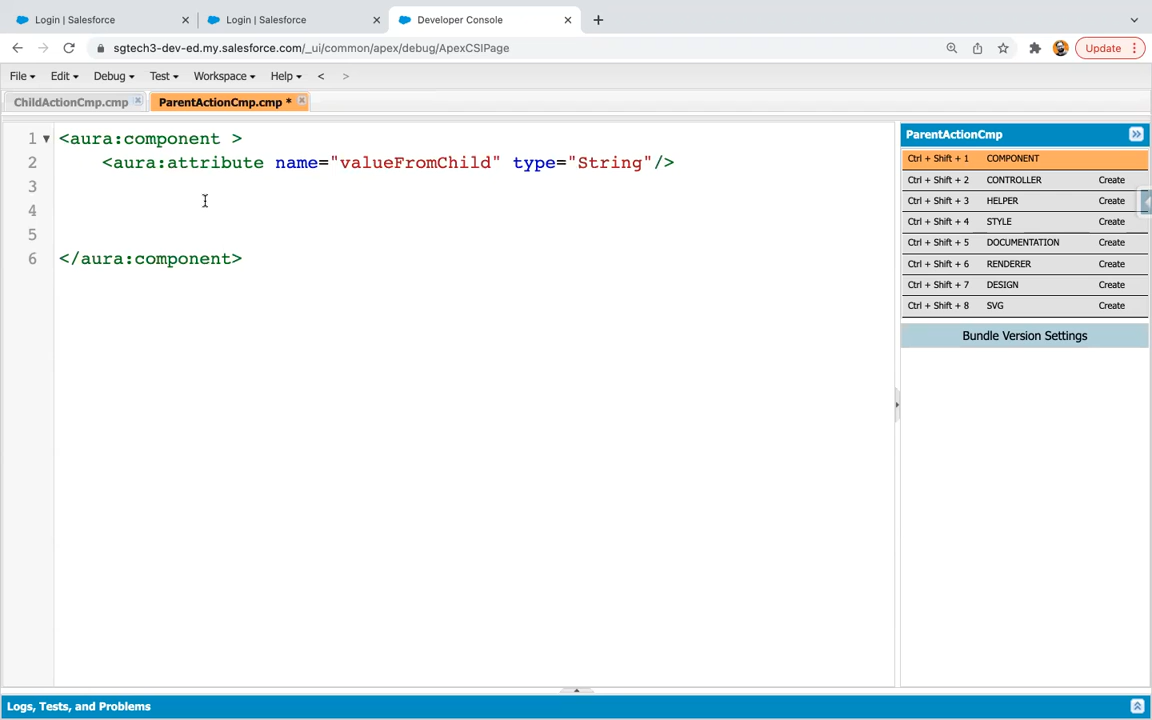 Login | Salesforce
Login | Salesforce
Developer Console
sgtech3-dev-ed.my.salesforce.com/_ui/common/apex/debug/ApexCSIPage
Update
File Edit Debug Test Workspace Help < >
ChildActionCmp.cmp
ParentActionCmp.cmp *
1 <aura:component >
2 <aura:attribute name="valueFromChild" type="String"/>
3
4
5
6 </aura:component>
ParentActionCmp
Ctrl + Shift + 1 COMPONENT
Ctrl + Shift + 2 CONTROLLER Create
Ctrl + Shift + 3 HELPER Create
Ctrl + Shift + 4 STYLE Create
Ctrl + Shift + 5 DOCUMENTATION Create
Ctrl + Shift + 6 RENDERER Create
Ctrl + Shift + 7 DESIGN Create
Ctrl + Shift + 8 SVG Create
Bundle Version Settings
Logs, Tests, and Problems